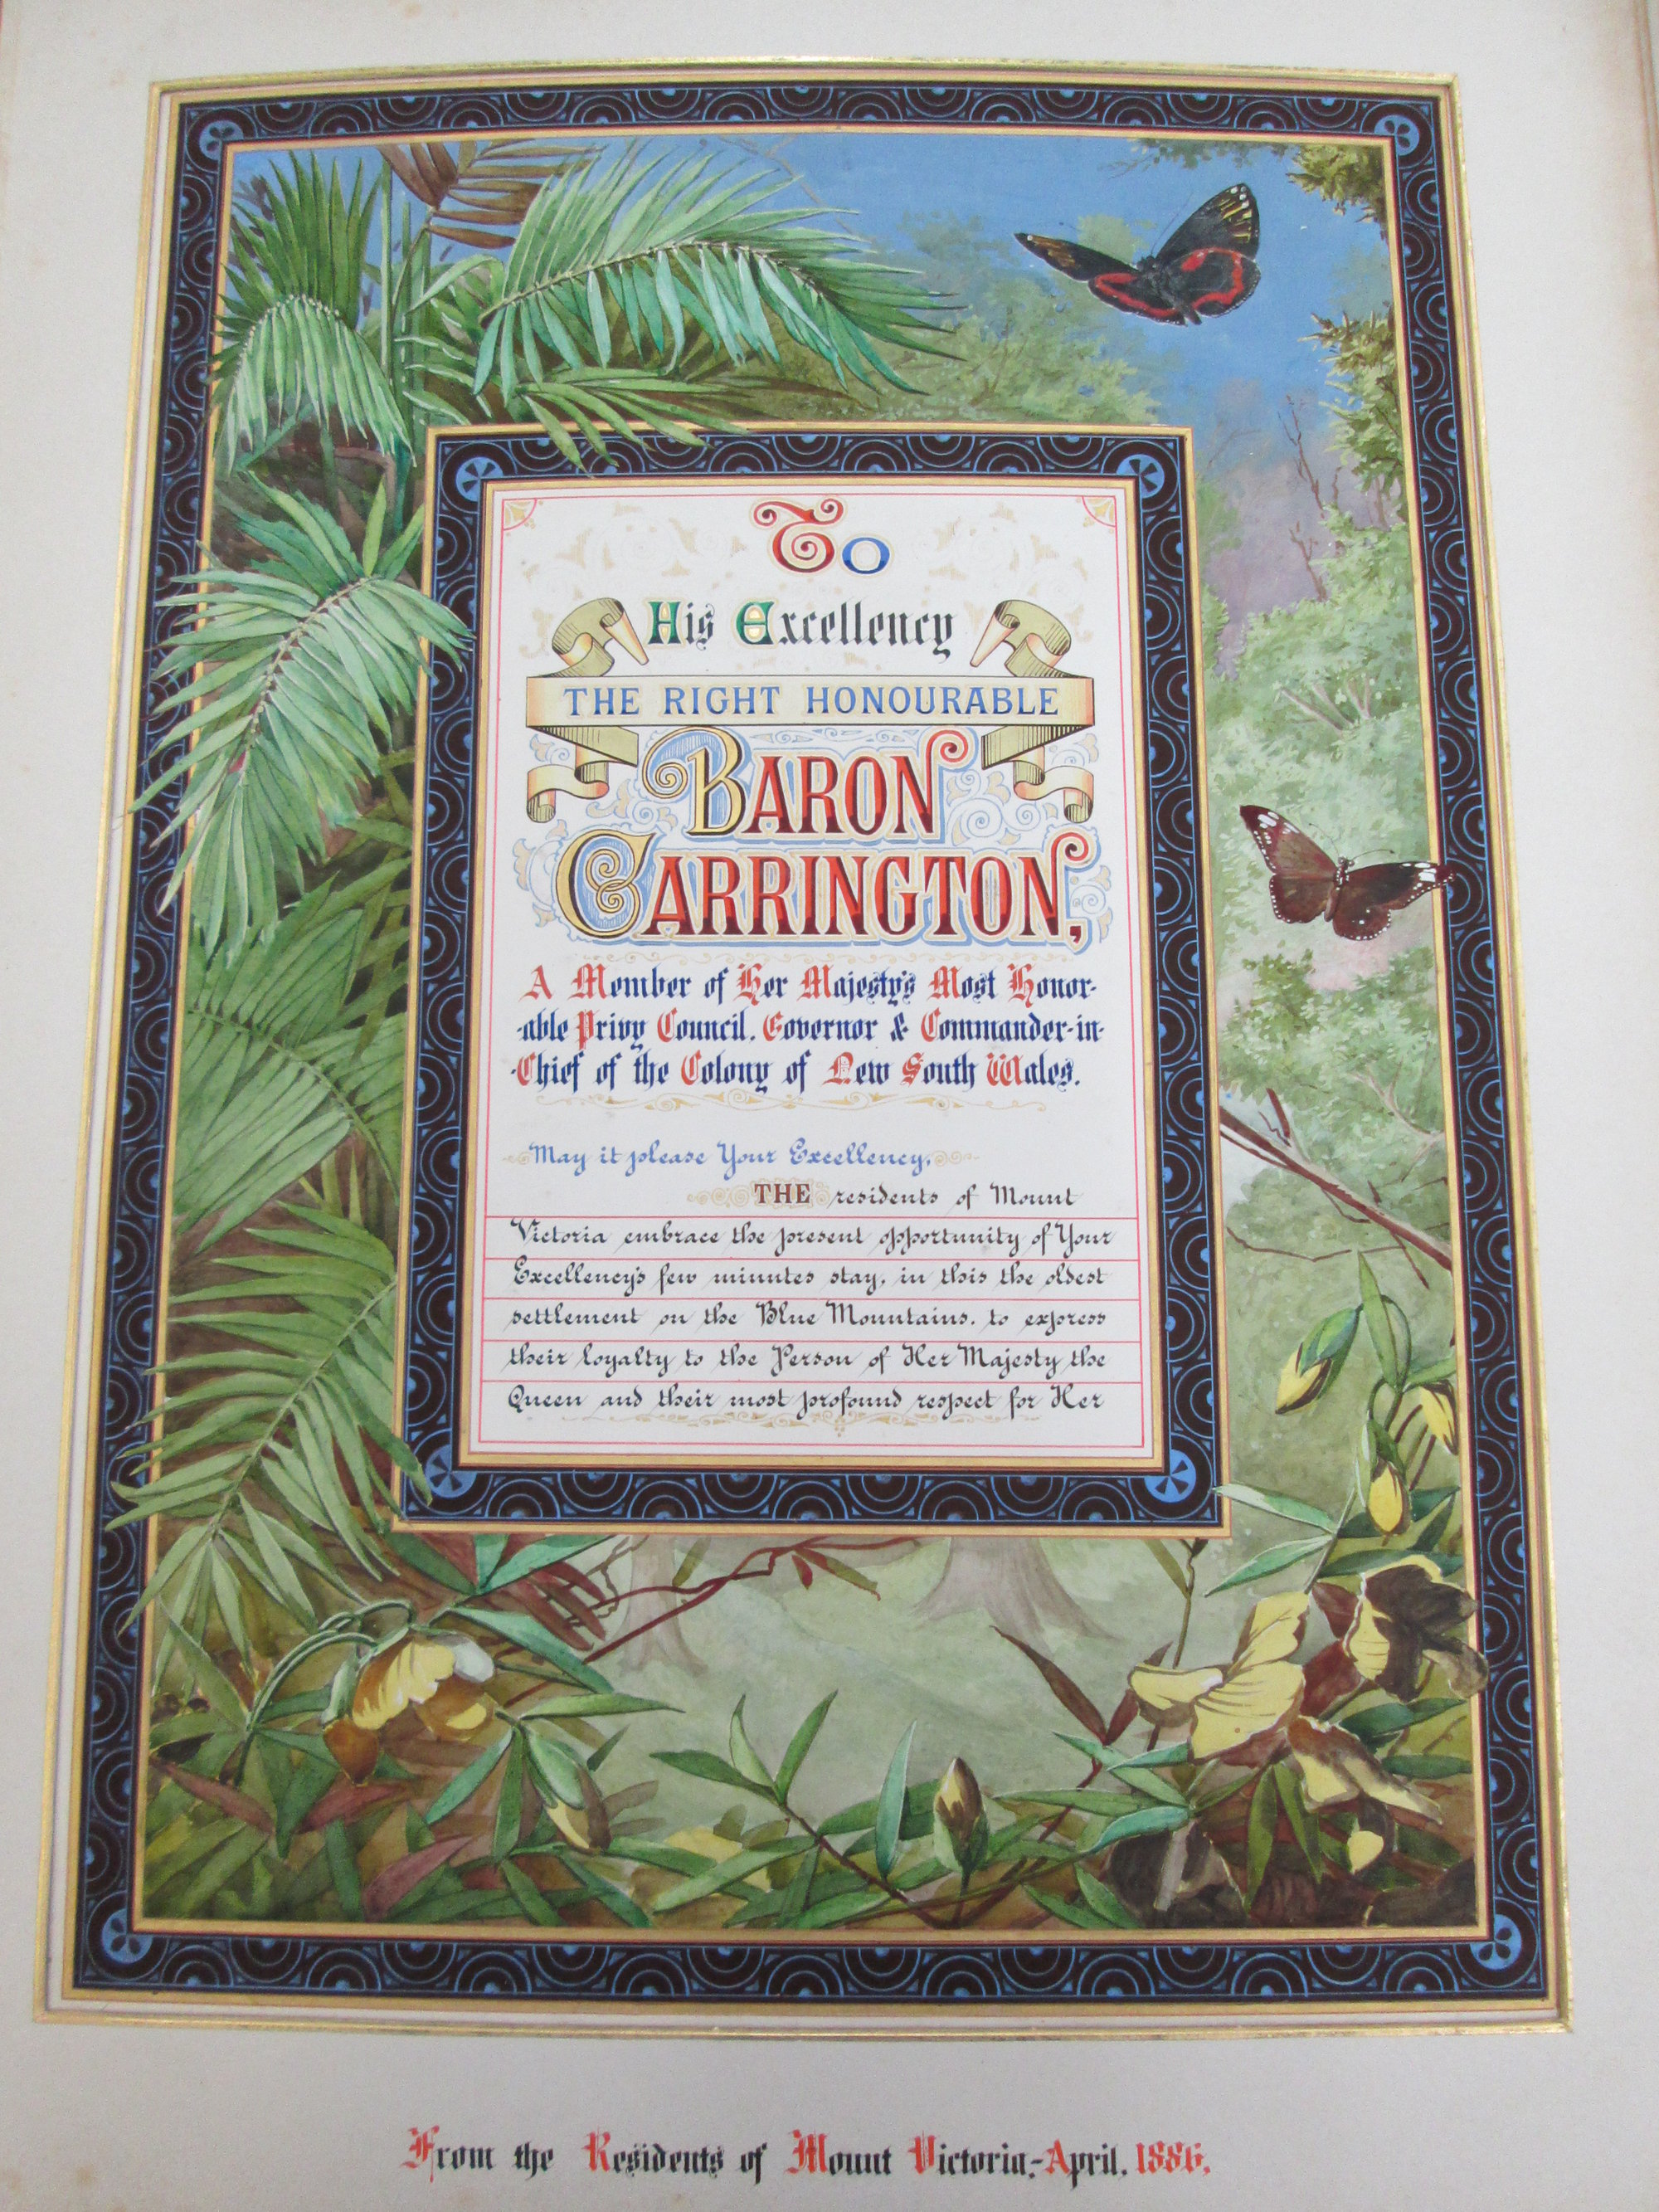 To
His Excellency
THE RIGHT HONOURABLE
BARON
CARRINGTON,
A Member of Her Majesty's Most Honor-
-able Privy Council, Governor & Commander-in-
-Chief of the Colony of New South Wales.
May it please Your Excellency,
THE residents of Mount
Victoria embrace the present opportunity of Your
Excellency's few minutes stay, in this the oldest
settlement on the Blue Mountains, to express
their loyalty to the Person of Her Majesty the
Queen and their most profound respect for Her
From the Residents of Mount Victoria,-April, 1886.